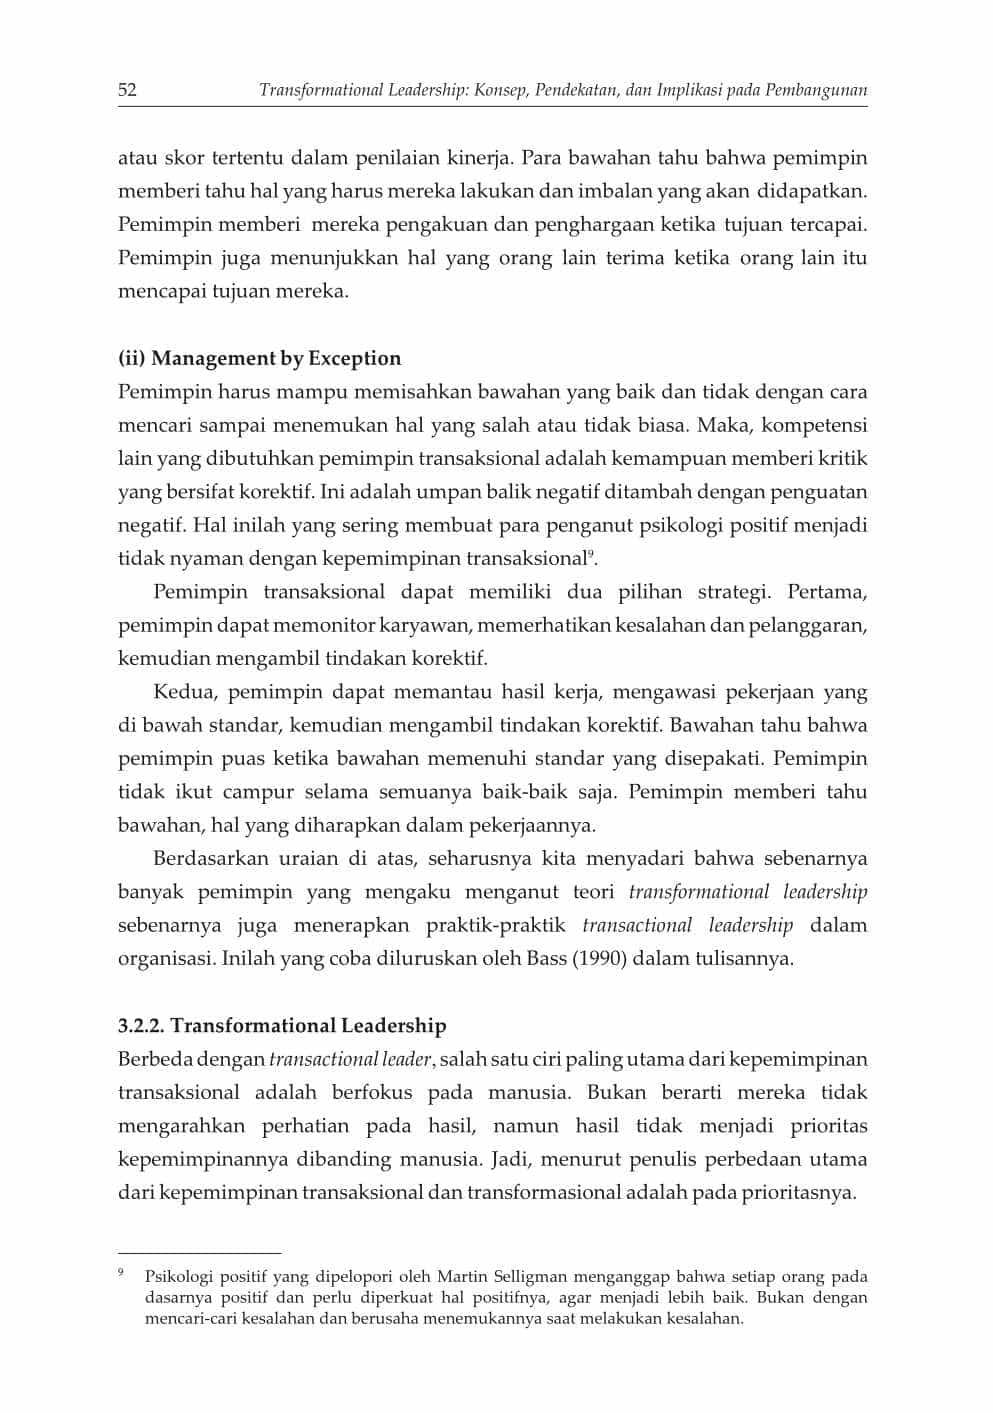 52 Transformational Leadership: Konsep, Pendekatan, dan Implikasi pada Pembangunan
atau skor tertentu dalam penilaian kinerja. Para bawahan tahu bahwa pemimpin
memberi tahu hal yang harus mereka lakukan dan imbalan yang akan didapatkan.
Pemimpin memberi mereka pengakuan dan penghargaan ketika tujuan tercapai.
Pemimpin juga menunjukkan hal yang orang lain terima ketika orang lain itu
mencapai tujuan mereka.
(ii) Management by Exception
Pemimpin harus mampu memisahkan bawahan yang baik dan tidak dengan cara
mencari sampai menemukan hal yang salah atau tidak biasa. Maka, kompetensi
lain yang dibutuhkan pemimpin transaksional adalah kemampuan memberi kritik
yang bersifat korektif. Ini adalah umpan balik negatif ditambah dengan penguatan
negatif. Hal inilah yang sering membuat para penganut psikologi positif menjadi
tidak nyaman dengan kepemimpinan transaksional⁹.
Pemimpin transaksional dapat memiliki dua pilihan strategi. Pertama,
pemimpin dapat memonitor karyawan, memerhatikan kesalahan dan pelanggaran,
kemudian mengambil tindakan korektif.
Kedua, pemimpin dapat memantau hasil kerja, mengawasi pekerjaan yang
di bawah standar, kemudian mengambil tindakan korektif. Bawahan tahu bahwa
pemimpin puas ketika bawahan memenuhi standar yang disepakati. Pemimpin
tidak ikut campur selama semuanya baik-baik saja. Pemimpin memberi tahu
bawahan, hal yang diharapkan dalam pekerjaannya.
Berdasarkan uraian di atas, seharusnya kita menyadari bahwa sebenarnya
banyak pemimpin yang mengaku menganut teori transformational leadership
sebenarnya juga menerapkan praktik-praktik transactional leadership dalam
organisasi. Inilah yang coba diluruskan oleh Bass (1990) dalam tulisannya.
3.2.2. Transformational Leadership
Berbeda dengan transactional leader, salah satu ciri paling utama dari kepemimpinan
transaksional adalah berfokus pada manusia. Bukan berarti mereka tidak
mengarahkan perhatian pada hasil, namun hasil tidak menjadi prioritas
kepemimpinannya dibanding manusia. Jadi, menurut penulis perbedaan utama
dari kepemimpinan transaksional dan transformasional adalah pada prioritasnya.
⁹ Psikologi positif yang dipelopori oleh Martin Selligman menganggap bahwa setiap orang pada
dasarnya positif dan perlu diperkuat hal positifnya, agar menjadi lebih baik. Bukan dengan
mencari-cari kesalahan dan berusaha menemukannya saat melakukan kesalahan.